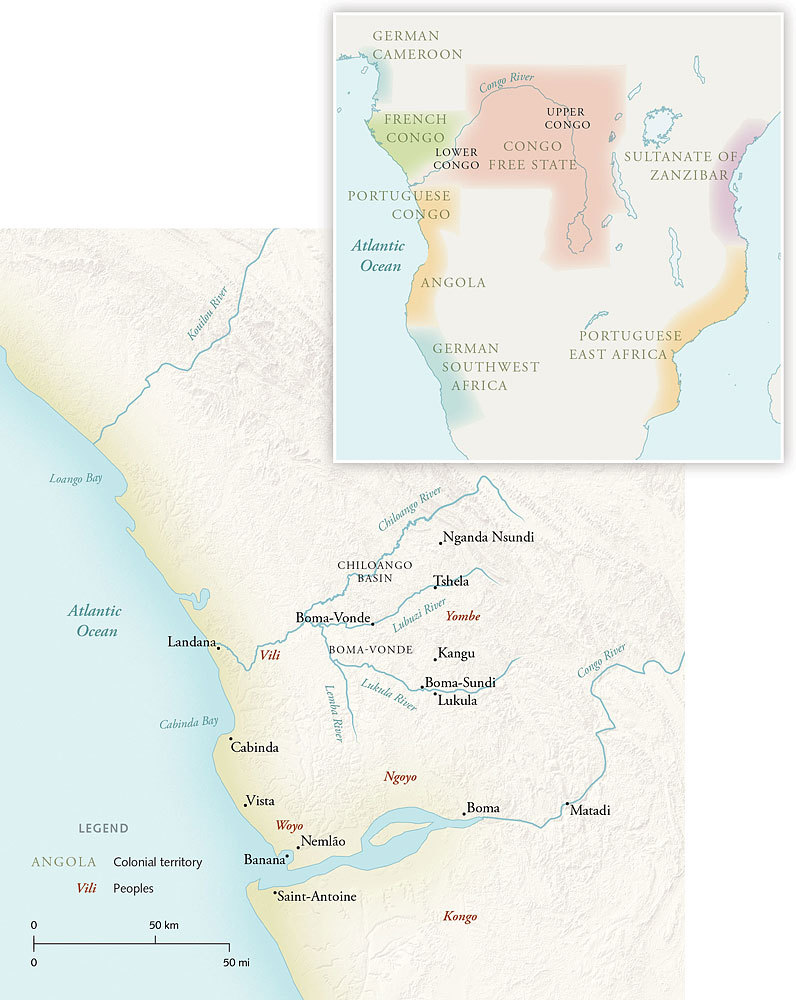 GERMAN
CAMEROON
Congo River
UPPER
CONGO
FRENCH
CONGO
LOWER
CONGO
CONGO
FREE STATE
SULTANATE OF
ZANZIBAR
PORTUGUESE
CONGO
Atlantic
Ocean
ANGOLA
GERMAN
SOUTHWEST
AFRICA
PORTUGUESE
EAST AFRICA
Kouilou River
Loango Bay
Chiloango River
Nganda Nsundi
CHILOANGO
BASIN
Tshela
Atlantic
Ocean
Boma-Vonde
Lubuzi River
Yombe
Landana
Vili
BOMA-VONDE
Kangu
Congo River
Boma-Sundi
Lukula River
Lukula
Lemba River
Cabinda Bay
Cabinda
Ngoyo
Vista
Boma
Matadi
Woyo
Nemlão
Banana
Saint-Antoine
Kongo
LEGEND
ANGOLA Colonial territory
Vili Peoples
0 50 km
0 50 mi